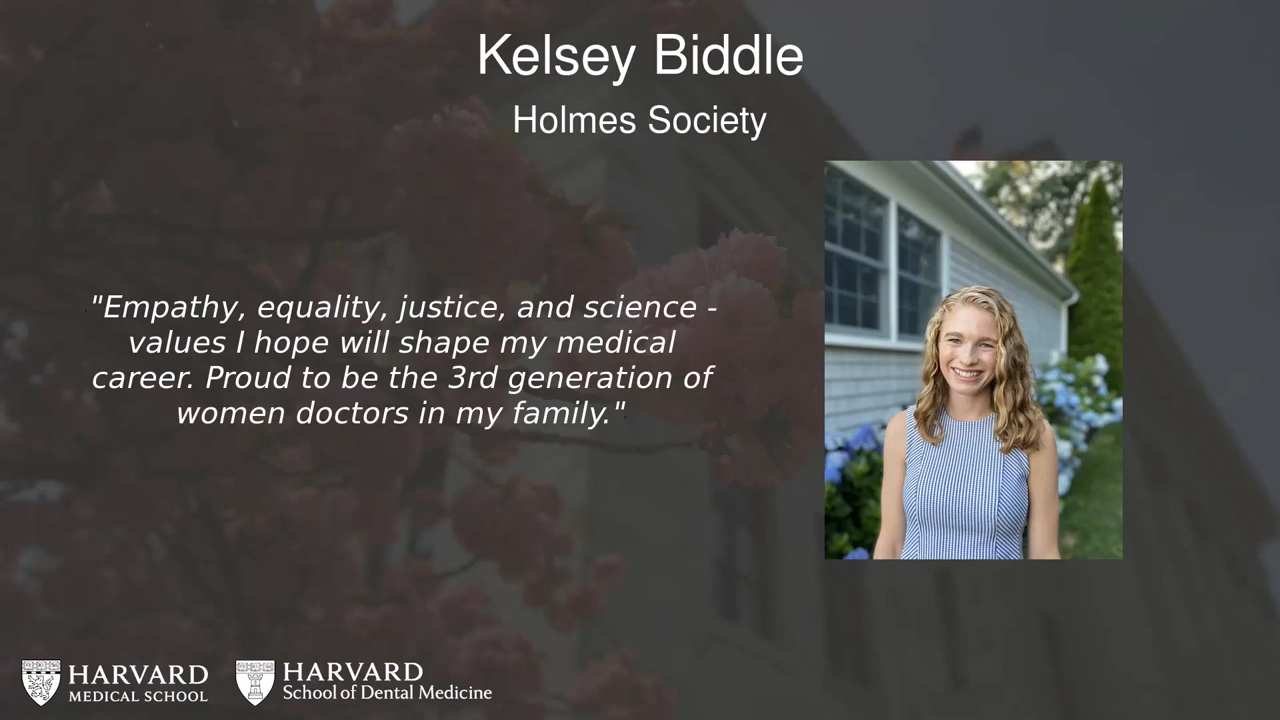 Kelsey Biddle
Holmes Society
"Empathy, equality, justice, and science -
values I hope will shape my medical
career. Proud to be the 3rd generation of
women doctors in my family."
HARVARD
MEDICAL SCHOOL
HARVARD
School of Dental Medicine